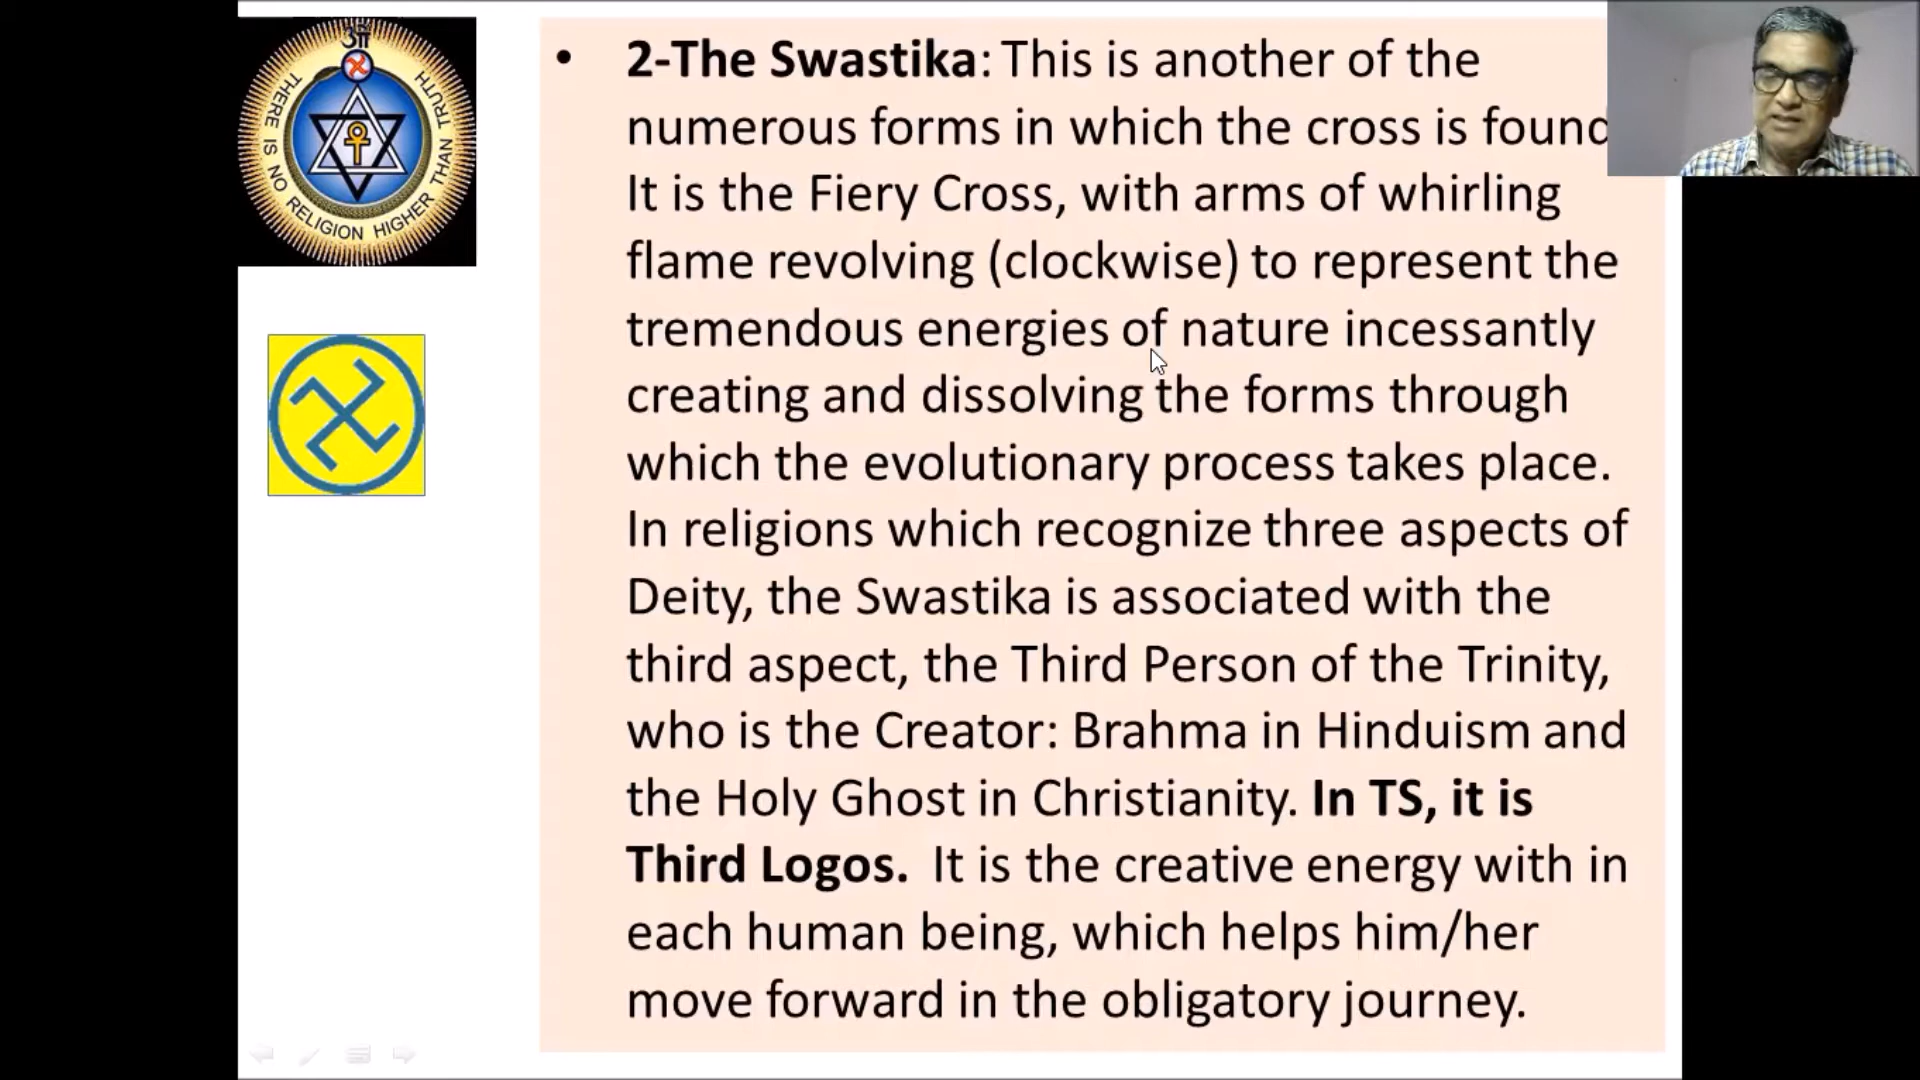 ॐ
THERE IS NO RELIGION HIGHER THAN TRUTH
• 2-The Swastika: This is another of the
numerous forms in which the cross is found
It is the Fiery Cross, with arms of whirling
flame revolving (clockwise) to represent the
tremendous energies of nature incessantly
creating and dissolving the forms through
which the evolutionary process takes place.
In religions which recognize three aspects of
Deity, the Swastika is associated with the
third aspect, the Third Person of the Trinity,
who is the Creator: Brahma in Hinduism and
the Holy Ghost in Christianity. In TS, it is
Third Logos. It is the creative energy with in
each human being, which helps him/her
move forward in the obligatory journey.